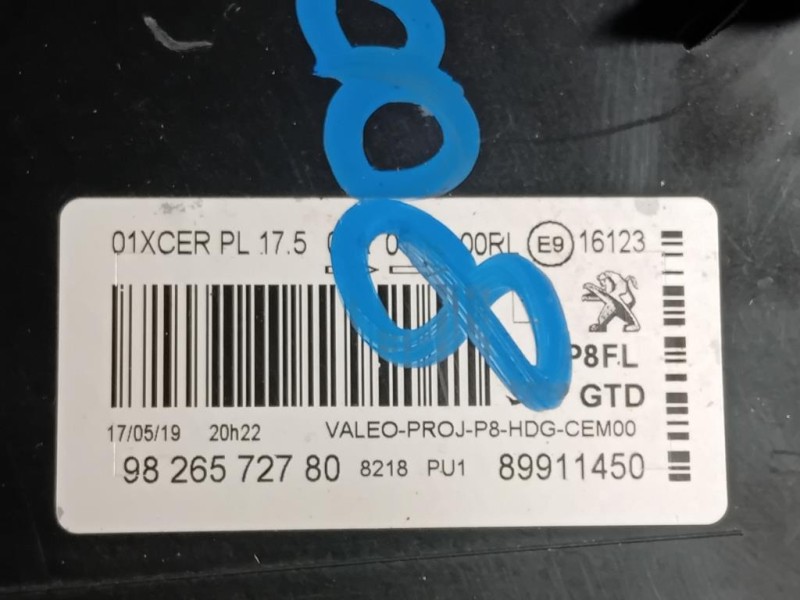 01XCER PL 17.5 00RL E9 16123
P8FL
GTD
17/05/19 20h22 VALEO-PROJ-P8-HDG-CEM00
98 265 727 80 8218 PU1 89911450